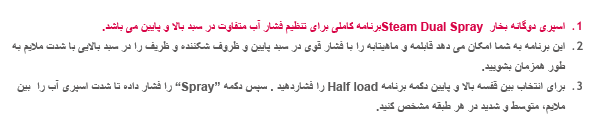 1. اسپری دوگانه بخار Steam Dual Sprayبرنامه کاملی برای تنظیم فشار آب متفاوت در سبد بالا و پایین می باشد.
2. این برنامه به شما امکان می دهد قابلمه و ماهیتابه را با فشار قوی در سبد پایین و ظروف شکننده و ظریف را در سبد بالایی با شدت ملایم به
طور همزمان بشویید.
3. برای انتخاب بین قفسه بالا و پایین دکمه برنامه Half load را فشاردهید . سپس دکمه “Spray” را فشار داده تا شدت اسپری آب را بین
ملایم، متوسط و شدید در هر طبقه مشخص کنید.